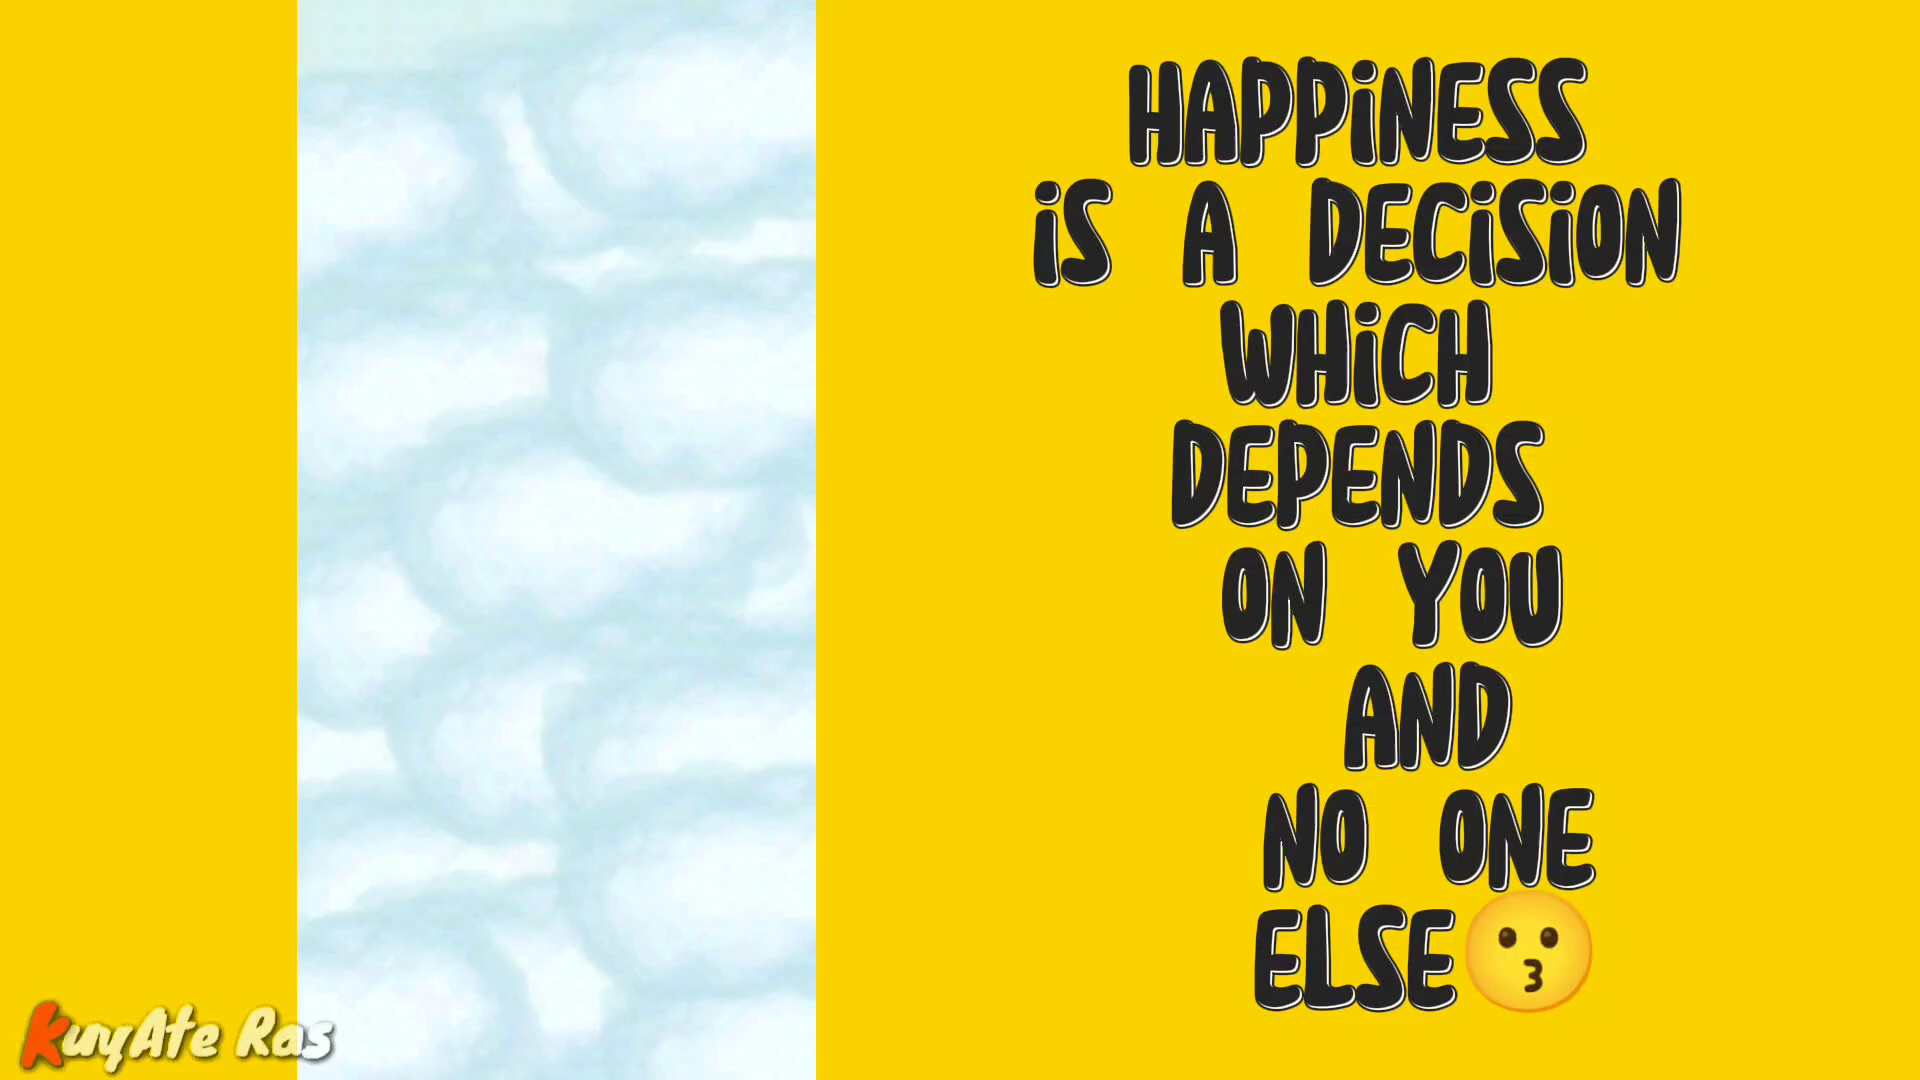 HAPPiNESS
iS A DECiSiON
WHiCH
DEPENDS
ON YOU
AND
NO ONE
ELSE😗
KuyAte Ras